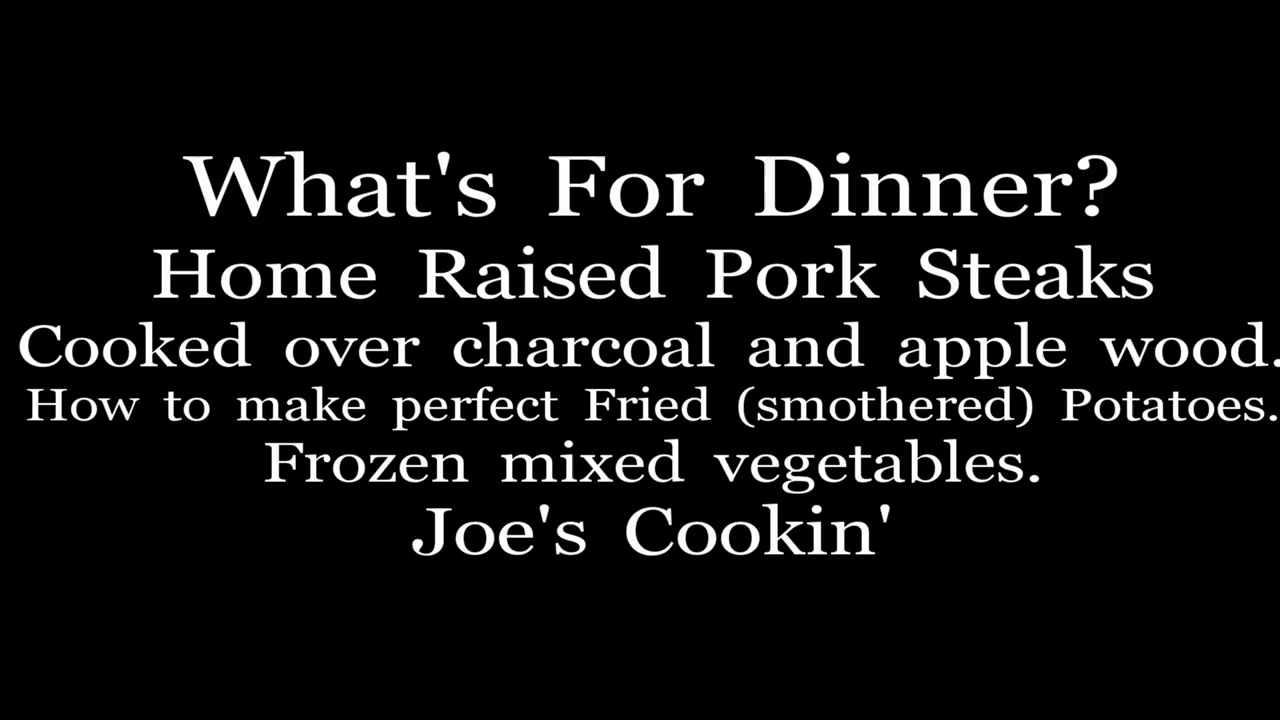 What's For Dinner?
Home Raised Pork Steaks
Cooked over charcoal and apple wood.
How to make perfect Fried (smothered) Potatoes.
Frozen mixed vegetables.
Joe's Cookin'